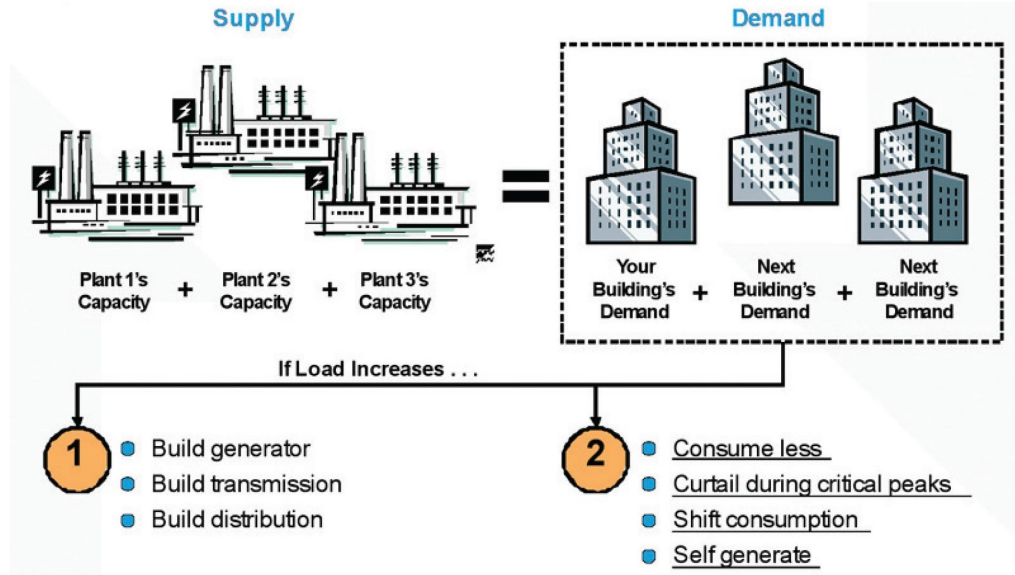 Supply
Demand
=
Plant 1's
Capacity
+
Plant 2's
Capacity
+
Plant 3's
Capacity
Your
Building's
Demand
+
Next
Building's
Demand
+
Next
Building's
Demand
If Load Increases . . .
1
Build generator
Build transmission
Build distribution
2
Consume less
Curtail during critical peaks
Shift consumption
Self generate